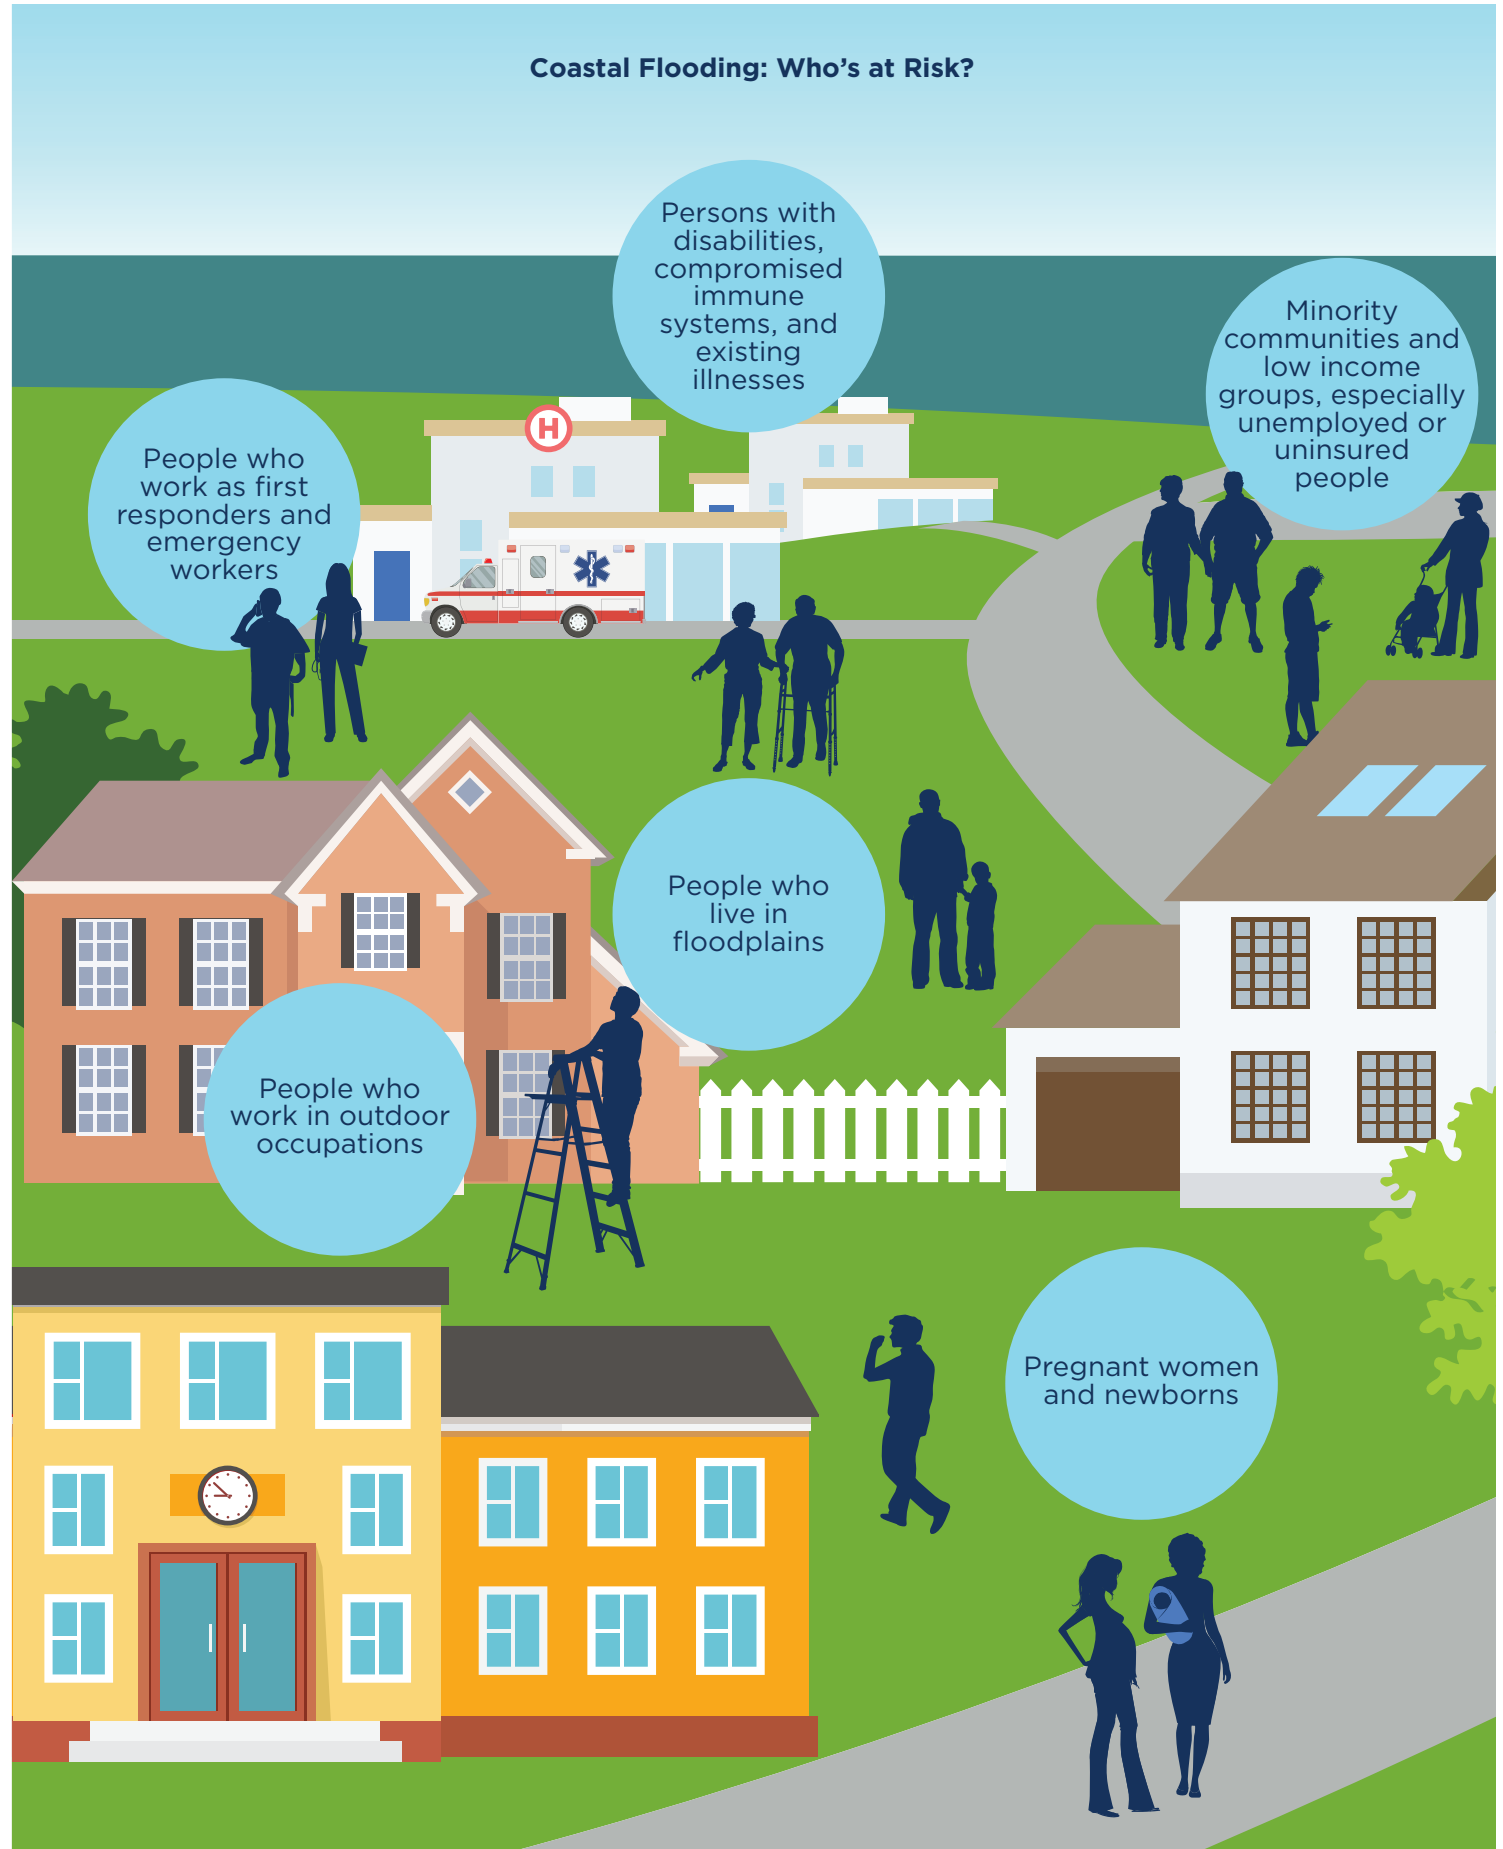 Coastal Flooding: Who's at Risk?
Persons with
disabilities,
compromised
immune
systems, and
existing
illnesses
Minority
communities and
low income
groups, especially
unemployed or
uninsured
people
People who
work as first
responders and
emergency
workers
H
People who
live in
floodplains
People who
work in outdoor
occupations
Pregnant women
and newborns